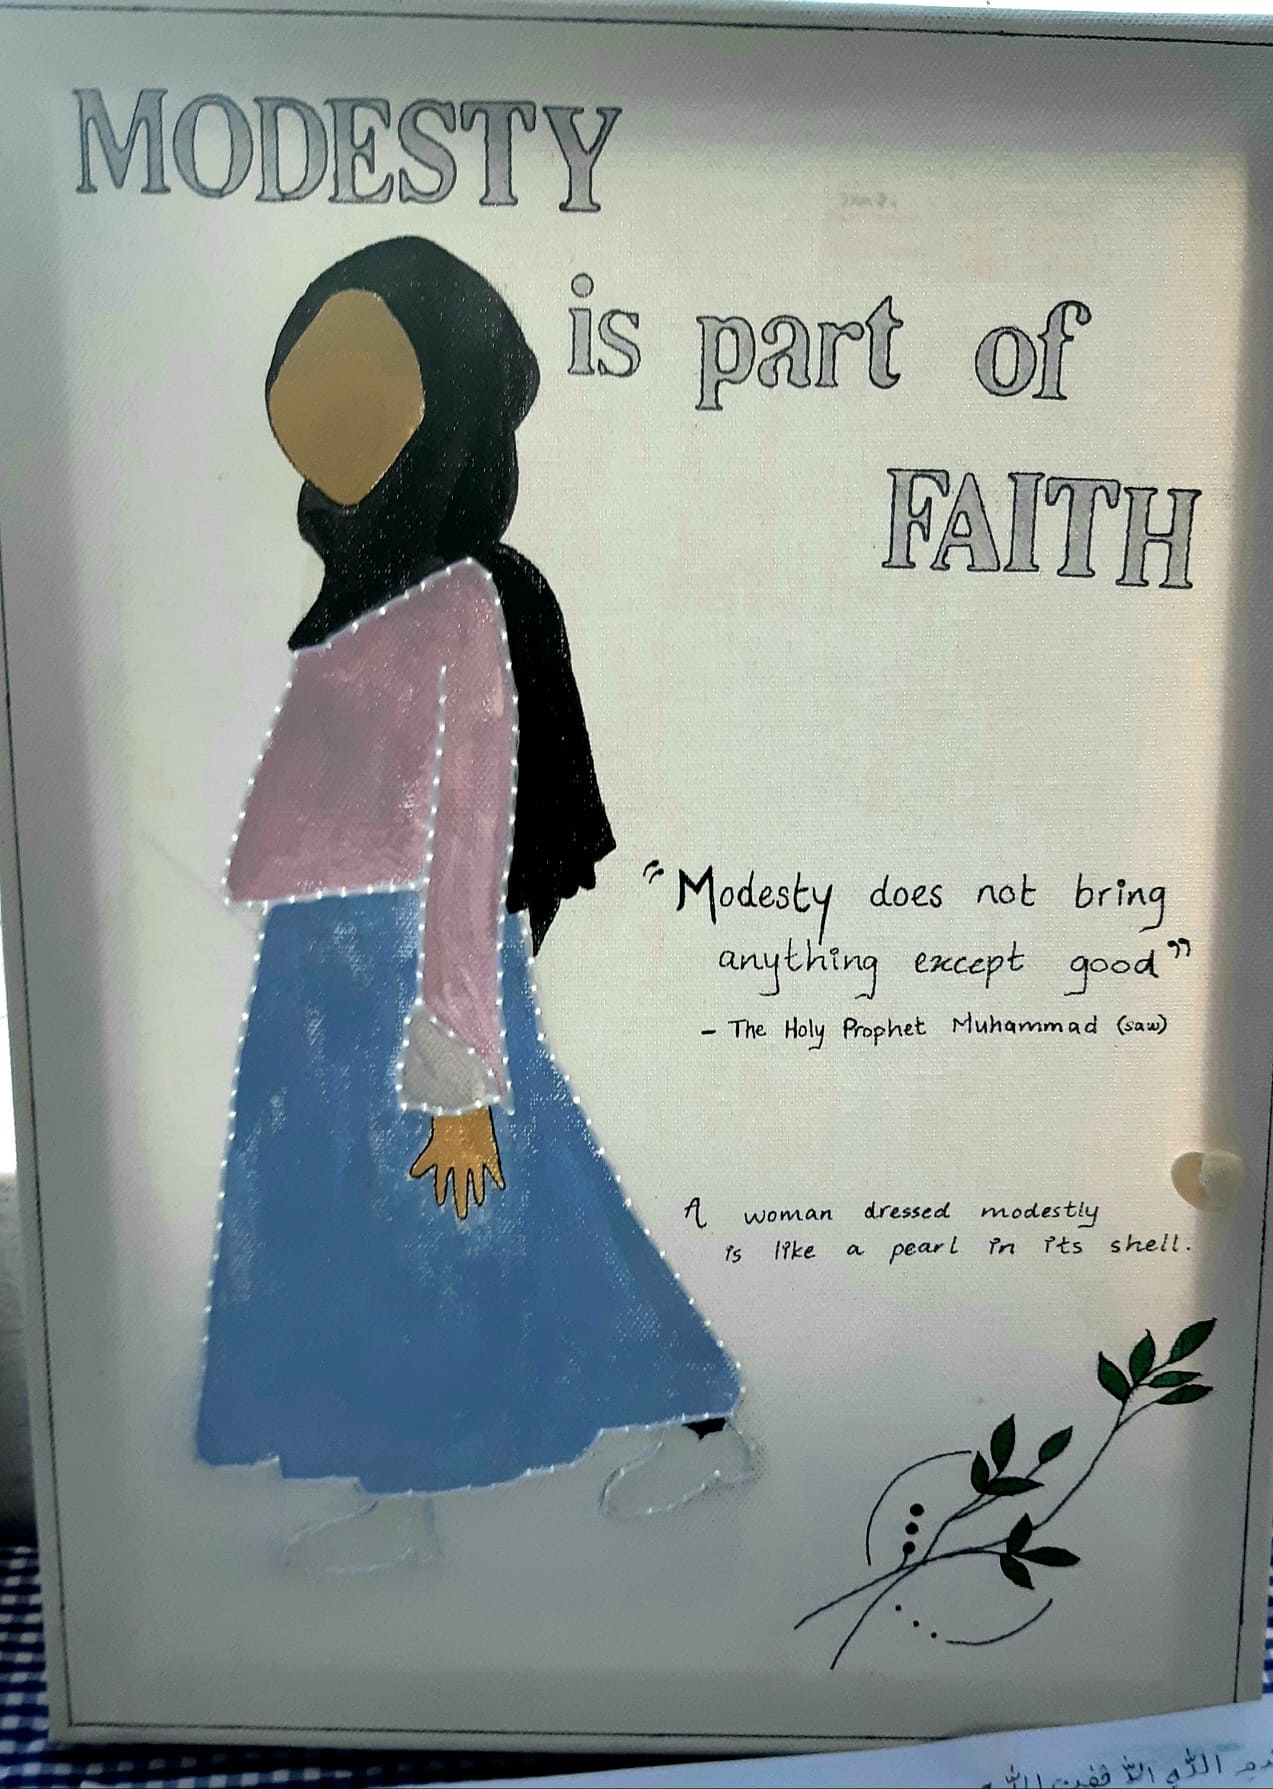 MODESTY
is part of
FAITH
"Modesty does not bring
anything except good"
- The Holy Prophet Muhammad (saw)
A woman dressed modestly
is like a pearl in its shell.